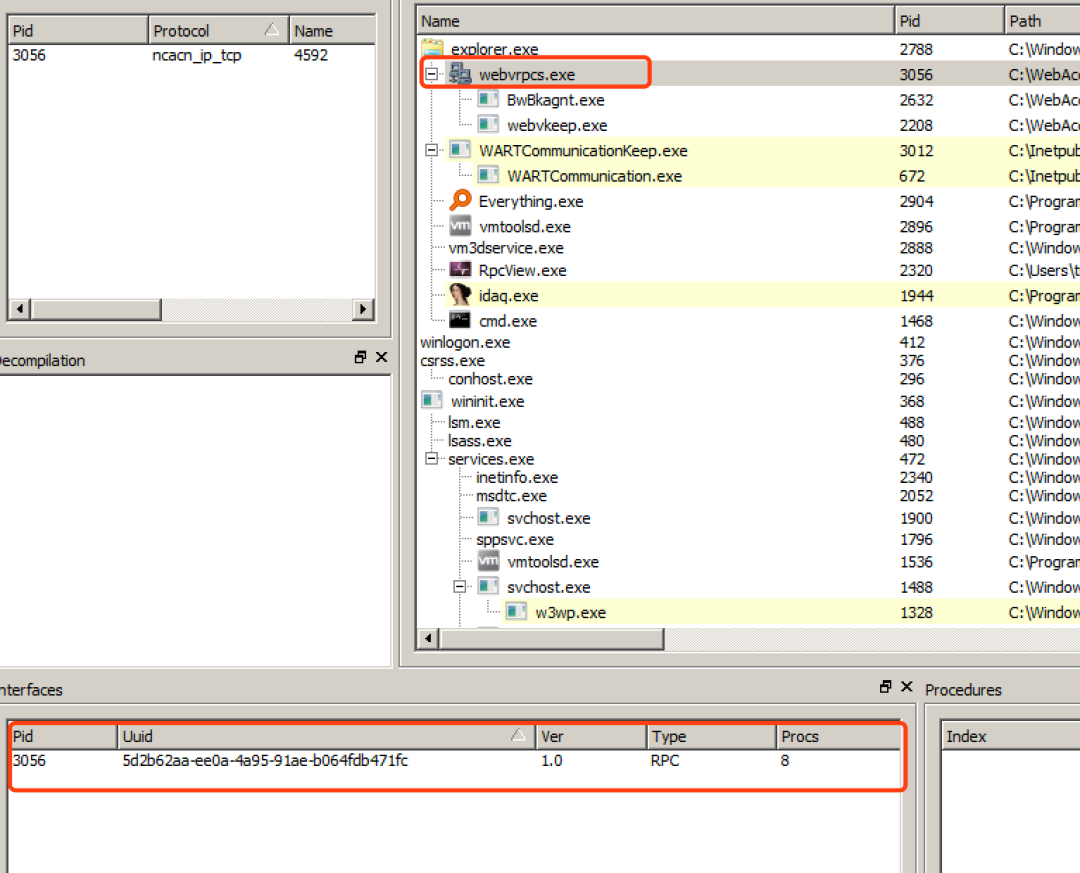 Pid Protocol Name
3056 ncacn_ip_tcp 4592
ecompilation
Name Pid Path
explorer.exe 2788 C:\Window
webvrpcs.exe 3056 C:\WebAcc
BwBkagnt.exe 2632 C:\WebAcc
webvkeep.exe 2208 C:\WebAcc
WARTCommunicationKeep.exe 3012 C:\Inetpub
WARTCommunication.exe 672 C:\Inetpub
Everything.exe 2904 C:\Program
vm vmtoolsd.exe 2896 C:\Program
vm3dservice.exe 2888 C:\Window
RpcView.exe 2320 C:\Users\t
idaq.exe 1944 C:\Program
cmd.exe 1468 C:\Window
winlogon.exe 412 C:\Window
csrss.exe 376 C:\Window
conhost.exe 296 C:\Window
wininit.exe 368 C:\Window
lsm.exe 488 C:\Window
lsass.exe 480 C:\Window
services.exe 472 C:\Window
inetinfo.exe 2340 C:\Window
msdtc.exe 2052 C:\Window
svchost.exe 1900 C:\Window
sppsvc.exe 1796 C:\Window
vm vmtoolsd.exe 1536 C:\Program
svchost.exe 1488 C:\Window
w3wp.exe 1328 C:\Window
nterfaces
Pid Uuid Ver Type Procs
3056 5d2b62aa-ee0a-4a95-91ae-b064fdb471fc 1.0 RPC 8
Procedures
Index